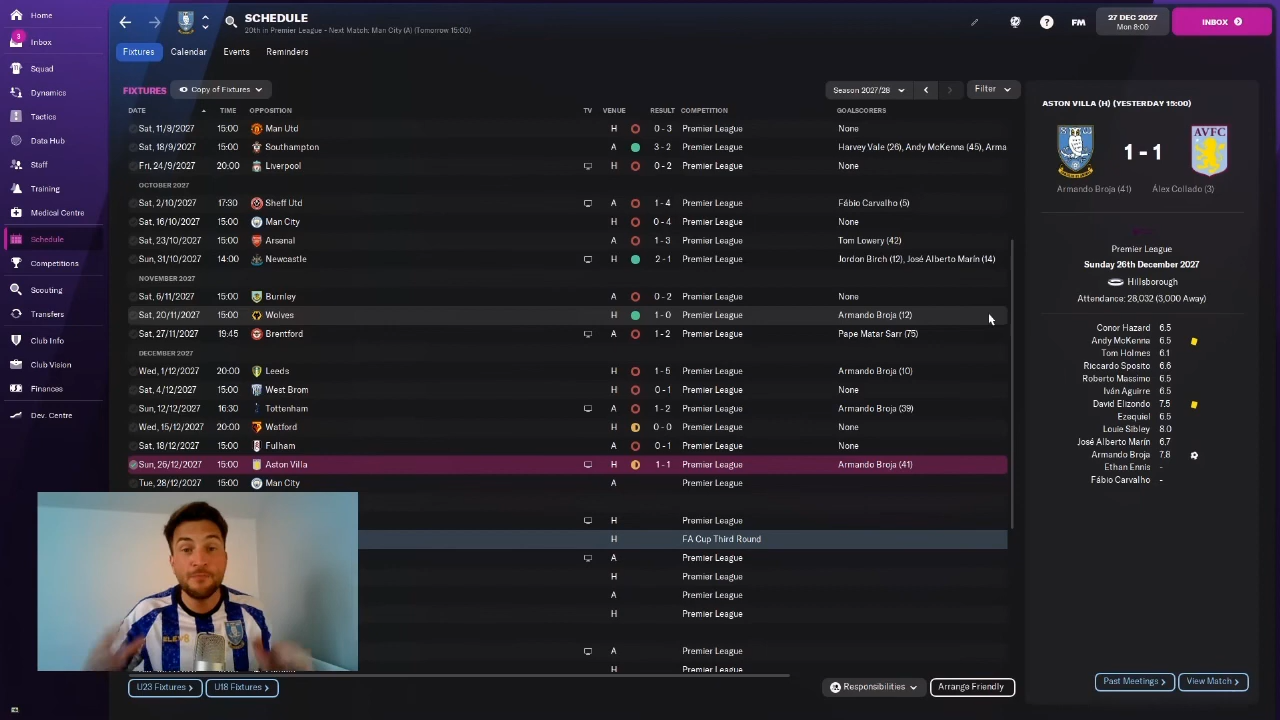 Home
SCHEDULE
20th in Premier League - Next Match: Man City (A) (Tomorrow 15:00)
FM
27 DEC 2027
Mon 8:00
INBOX
3
Inbox
Squad
Dynamics
Tactics
Data Hub
Staff
Training
Medical Centre
Schedule
Competitions
Scouting
Transfers
Club Info
Club Vision
Finances
Dev. Centre
Fixtures
Calendar
Events
Reminders
FIXTURES
Copy of Fixtures
Season 2027/28
Filter
DATE TIME OPPOSITION TV VENUE RESULT COMPETITION GOALSCORERS
Sat, 11/9/2027 15:00 Man Utd H 0 - 3 Premier League None
Sat, 18/9/2027 15:00 Southampton A 3 - 2 Premier League Harvey Vale (26), Andy McKenna (45), Arma
Fri, 24/9/2027 20:00 Liverpool H 0 - 2 Premier League None
OCTOBER 2027
Sat, 2/10/2027 17:30 Sheff Utd A 1 - 4 Premier League Fábio Carvalho (5)
Sat, 16/10/2027 15:00 Man City H 0 - 4 Premier League None
Sat, 23/10/2027 15:00 Arsenal A 1 - 3 Premier League Tom Lowery (42)
Sun, 31/10/2027 14:00 Newcastle H 2 - 1 Premier League Jordon Birch (12), José Alberto Marín (14)
NOVEMBER 2027
Sat, 6/11/2027 15:00 Burnley A 0 - 2 Premier League None
Sat, 20/11/2027 15:00 Wolves H 1 - 0 Premier League Armando Broja (12)
Sat, 27/11/2027 19:45 Brentford A 1 - 2 Premier League Pape Matar Sarr (75)
DECEMBER 2027
Wed, 1/12/2027 20:00 Leeds H 1 - 5 Premier League Armando Broja (10)
Sat, 4/12/2027 15:00 West Brom H 0 - 1 Premier League None
Sun, 12/12/2027 16:30 Tottenham A 1 - 2 Premier League Armando Broja (39)
Wed, 15/12/2027 20:00 Watford H 0 - 0 Premier League None
Sat, 18/12/2027 15:00 Fulham A 0 - 1 Premier League None
Sun, 26/12/2027 15:00 Aston Villa H 1 - 1 Premier League Armando Broja (41)
Tue, 28/12/2027 15:00 Man City A Premier League
H Premier League
H FA Cup Third Round
A Premier League
H Premier League
A Premier League
H Premier League
A Premier League
H Premier League
U23 Fixtures
U18 Fixtures
Responsibilities
Arrange Friendly
ASTON VILLA (H) (YESTERDAY 15:00)
AVFC
1 - 1
Armando Broja (41) Álex Collado (3)
Premier League
Sunday 26th December 2027
Hillsborough
Attendance: 28,032 (3,000 Away)
Conor Hazard 6.5
Andy McKenna 6.5
Tom Holmes 6.1
Riccardo Sposito 6.6
Roberto Massimo 6.5
Iván Aguirre 6.5
David Elizondo 7.5
Ezequiel 6.5
Louie Sibley 8.0
José Alberto Marín 6.7
Armando Broja 7.8
Ethan Ennis -
Fábio Carvalho -
Past Meetings
View Match